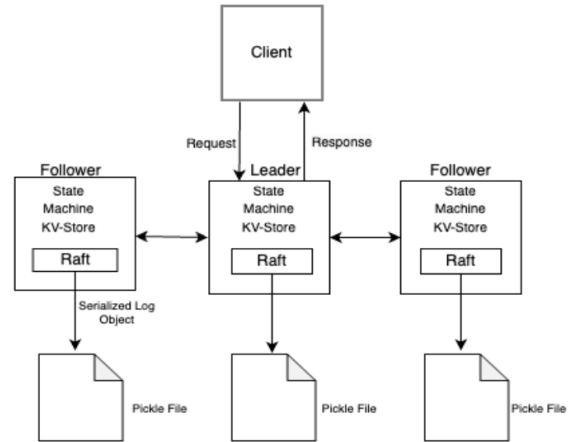 Client
Request
Response
Follower
State
Machine
KV-Store
Raft
Leader
State
Machine
KV-Store
Raft
Follower
State
Machine
KV-Store
Raft
Serialized Log
Object
Pickle File
Pickle File
Pickle File